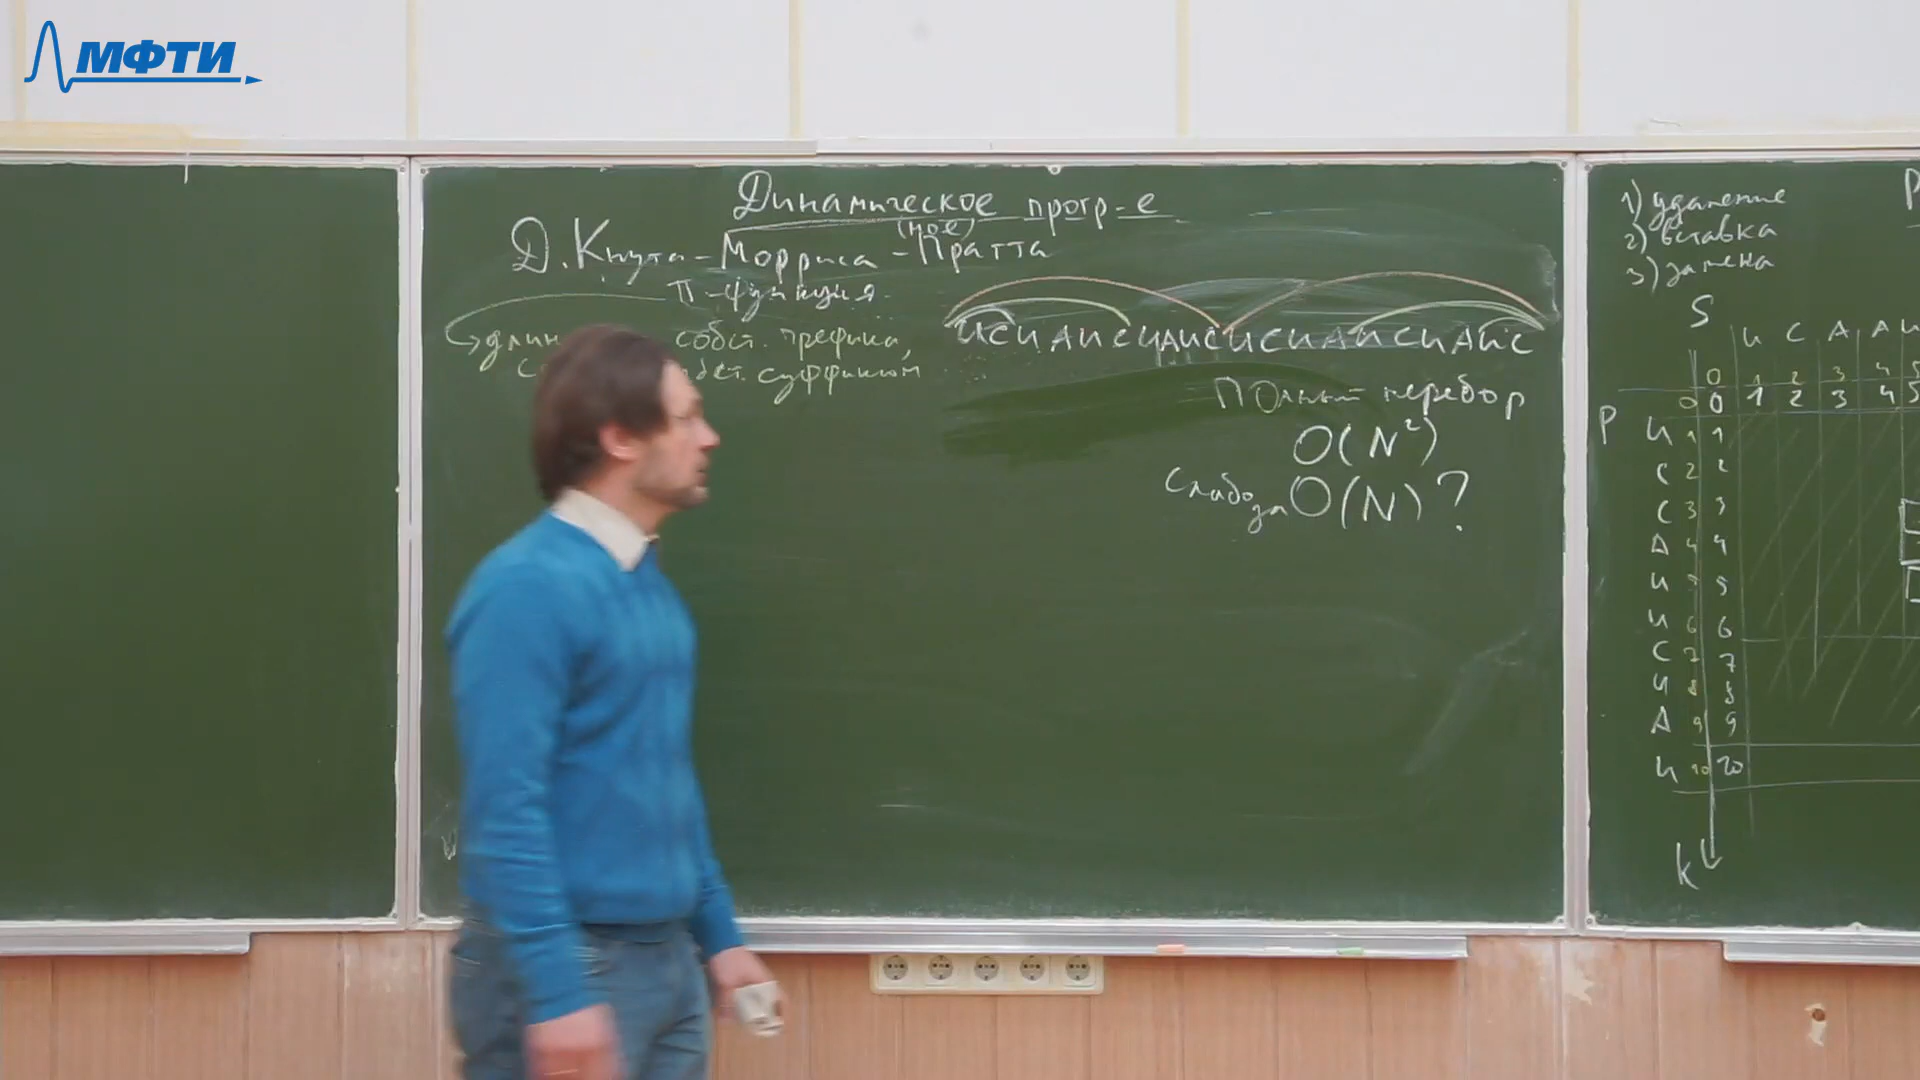 МФТИ
Динамическое прогр-е
(ное)
Д. Кнута-Морриса-Пратта
П-функция
длин собст. префикса,
суффиксом
Полный перебор
O(N²)
Слабо за O(N)?
1) удаление
2) вставка
3) замена
S
И С А А И
0 1 2 3 4 5
0 0 1 2 3 4 5
P И 1 1
С 2 2
С 3 3
А 4 4
И 5
И 6 6
С 7 7
И 8 8
А 9 9
И 10 10
k